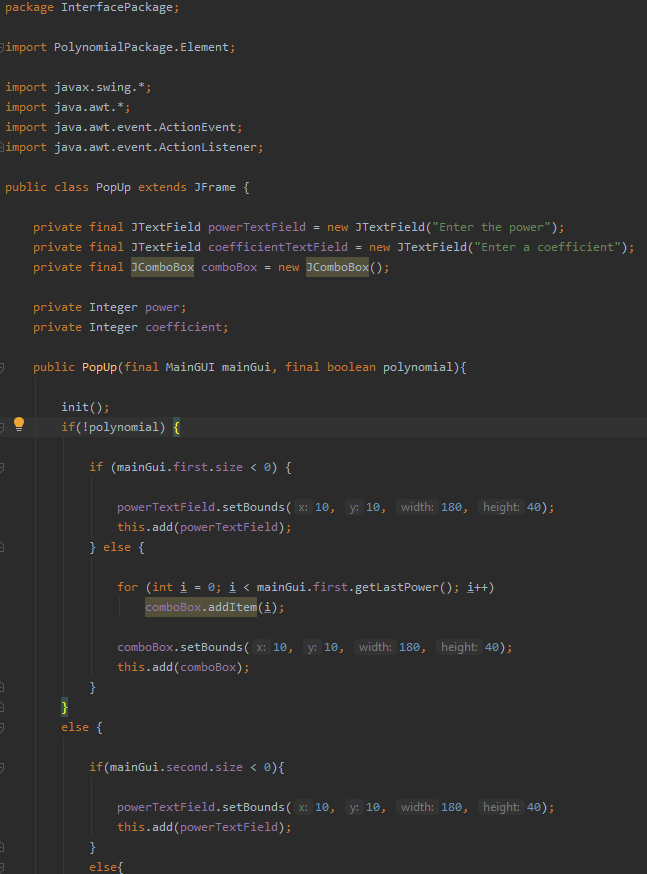 package InterfacePackage;
import PolynomialPackage.Element;
import javax.swing.*;
import java.awt.*;
import java.awt.event.ActionEvent;
import java.awt.event.ActionListener;
public class PopUp extends JFrame {
private final JTextField powerTextField = new JTextField("Enter the power");
private final JTextField coefficientTextField = new JTextField("Enter a coefficient");
private final JComboBox comboBox = new JComboBox();
private Integer power;
private Integer coefficient;
public PopUp(final MainGUI mainGui, final boolean polynomial){
init();
if(!polynomial) {
if (mainGui.first.size < 0) {
powerTextField.setBounds( x: 10, y: 10, width: 180, height: 40);
this.add(powerTextField);
} else {
for (int i = 0; i < mainGui.first.getLastPower(); i++)
comboBox.addItem(i);
comboBox.setBounds( x: 10, y: 10, width: 180, height: 40);
this.add(comboBox);
}
}
else {
if(mainGui.second.size < 0){
powerTextField.setBounds( x: 10, y: 10, width: 180, height: 40);
this.add(powerTextField);
}
else{